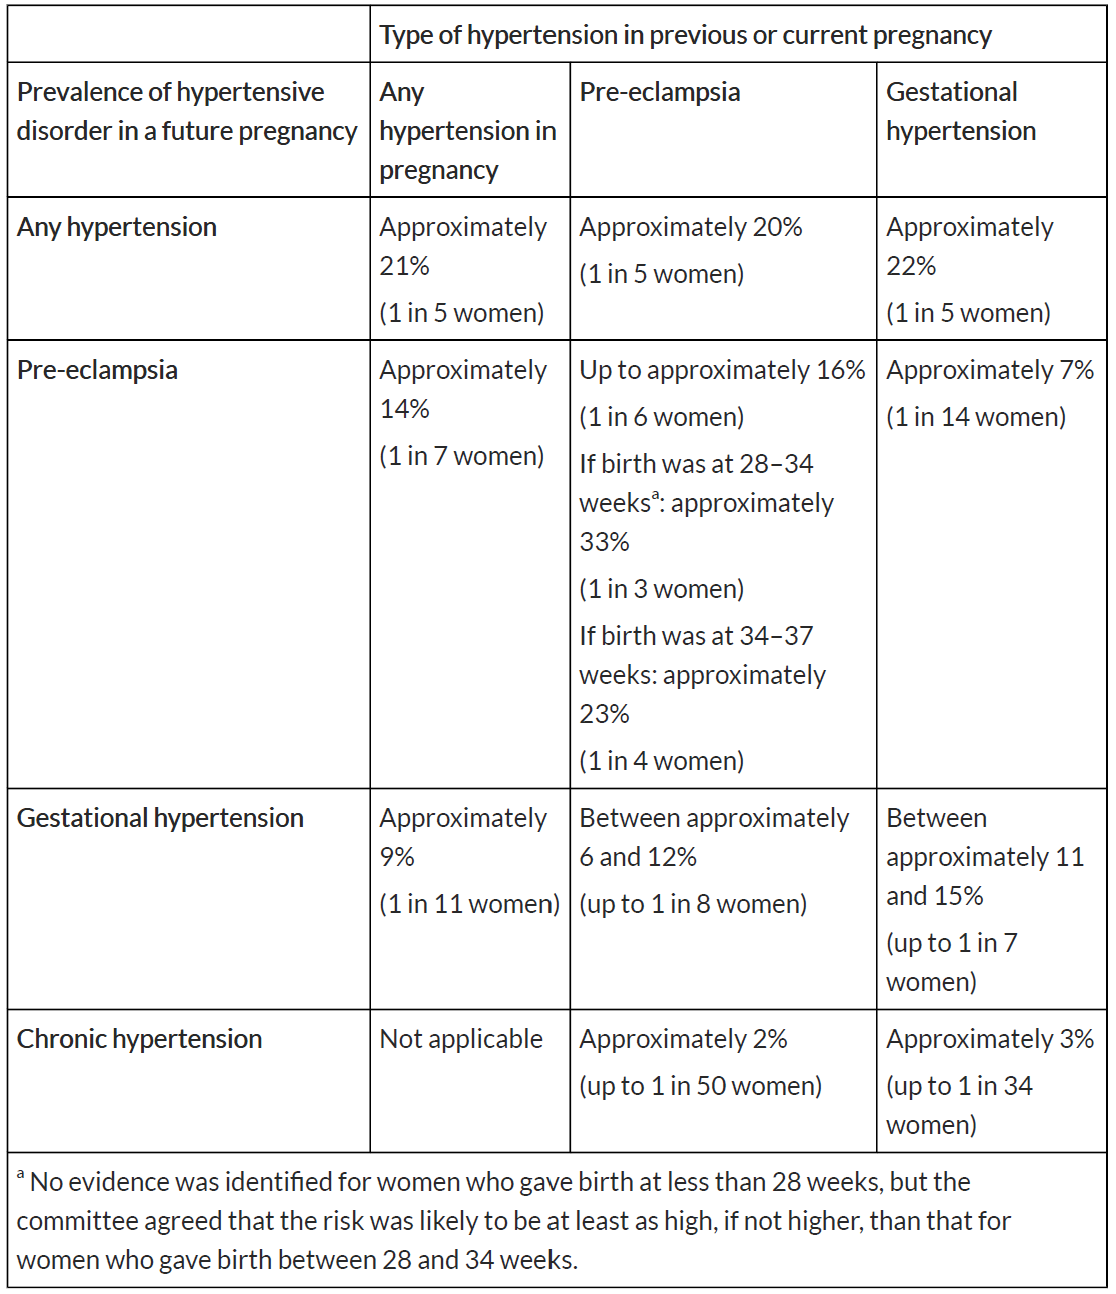 Type of hypertension in previous or current pregnancy
Prevalence of hypertensive
disorder in a future pregnancy
Any
hypertension in
pregnancy
Pre-eclampsia
Gestational
hypertension
Any hypertension
Approximately
21%
(1 in 5 women)
Approximately 20%
(1 in 5 women)
Approximately
22%
(1 in 5 women)
Pre-eclampsia
Approximately
14%
(1 in 7 women)
Up to approximately 16%
(1 in 6 women)
If birth was at 28–34
weeksª: approximately
33%
(1 in 3 women)
If birth was at 34–37
weeks: approximately
23%
(1 in 4 women)
Approximately 7%
(1 in 14 women)
Gestational hypertension
Approximately
9%
(1 in 11 women)
Between approximately
6 and 12%
(up to 1 in 8 women)
Between
approximately 11
and 15%
(up to 1 in 7
women)
Chronic hypertension
Not applicable
Approximately 2%
(up to 1 in 50 women)
Approximately 3%
(up to 1 in 34
women)
ª No evidence was identified for women who gave birth at less than 28 weeks, but the
committee agreed that the risk was likely to be at least as high, if not higher, than that for
women who gave birth between 28 and 34 weeks.